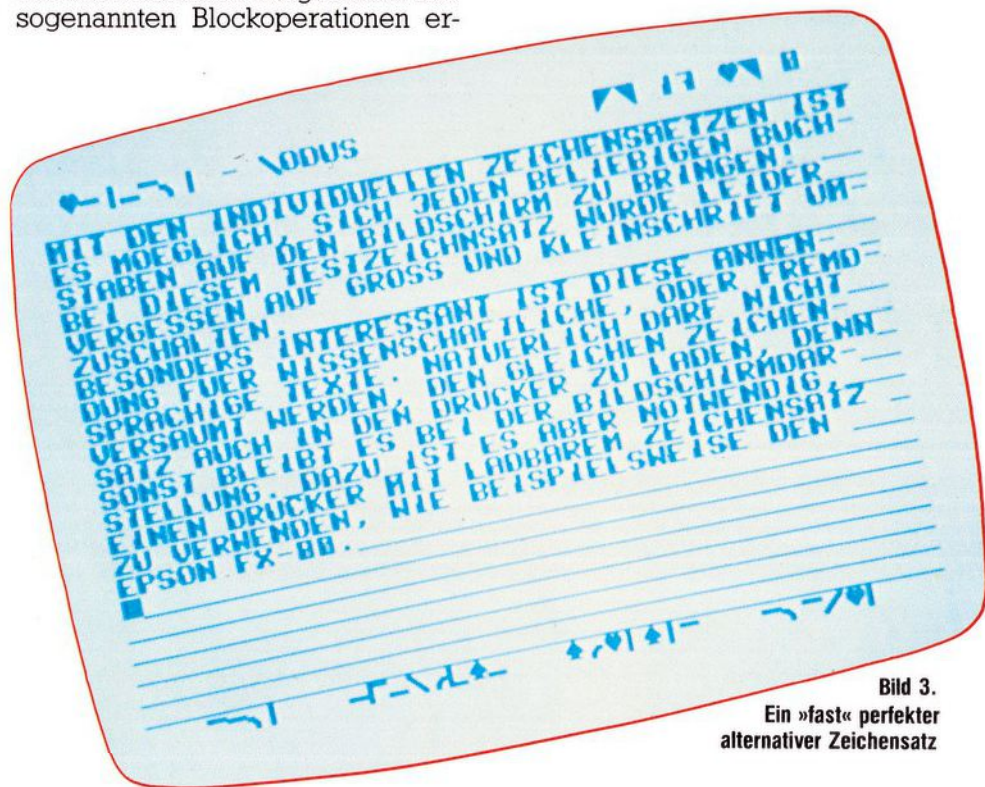 sogenannten Blockoperationen er-
♥─│─╮│ - \ODUS
◤◥ 17 ♥◥ 0
MIT DEN INDIVIDUELLEN ZEICHENSAETZEN IST
ES MOEGLICH, SICH JEDEN BELIEBIGEN BUCH-
STABEN AUF DEN BILDSCHIRM ZU BRINGEN!
BEI DIESEM TESTZEICHNSATZ WURDE LEIDER
VERGESSEN AUF GROSS UND KLEINSCHRIFT UM-
ZUSCHALTEN.
BESONDERS INTERESSANT IST DIESE ANWEN-
DUNG FUER WISSENSCHAFTLICHE, ODER FREMD-
SPRACHIGE TEXTE. NATUERLICH DARF NICHT
VERSAUMT WERDEN, DEN GLEICHEN ZEICHEN-
SATZ AUCH IN DEN DRUCKER ZU LADEN, DENN
SONST BLEIBT ES BEI DER BILDSCHIRMDAR-
STELLUNG. DAZU IST ES ABER NOTWENDIG,
EINEN DRUCKER MIT LADBAREM ZEICHENSATZ
ZU VERWENDEN, WIE BEISPIELSWEISE DEN
EPSON FX-80.
Bild 3.
Ein »fast« perfekter
alternativer Zeichensatz